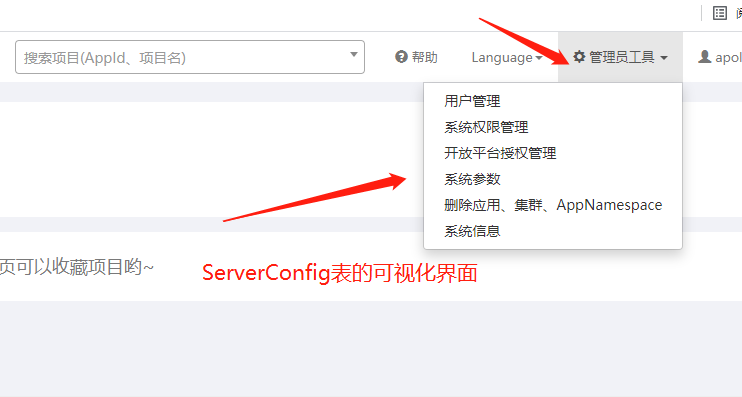 阅
搜索项目(AppId、项目名)
帮助
Language
管理员工具
apol
用户管理
系统权限管理
开放平台授权管理
系统参数
删除应用、集群、AppNamespace
系统信息
页可以收藏项目哟~
ServerConfig表的可视化界面